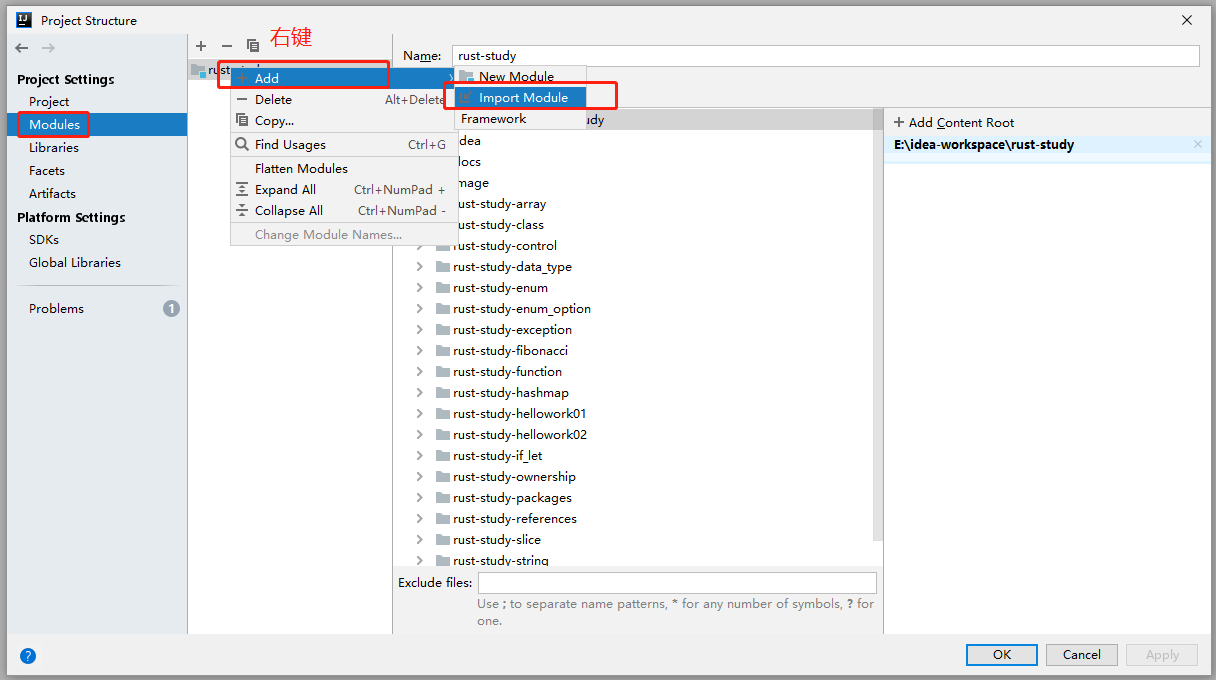 Project Structure
Project Settings
Project
Modules
Libraries
Facets
Artifacts
Platform Settings
SDKs
Global Libraries
Problems 1
右键
Add
Delete Alt+Delete
Copy...
Find Usages Ctrl+G
Flatten Modules
Expand All Ctrl+NumPad +
Collapse All Ctrl+NumPad -
Change Module Names...
New Module
Import Module
Framework
Name: rust-study
rust-study-array
rust-study-class
rust-study-control
rust-study-data_type
rust-study-enum
rust-study-enum_option
rust-study-exception
rust-study-fibonacci
rust-study-function
rust-study-hashmap
rust-study-hellowork01
rust-study-hellowork02
rust-study-if_let
rust-study-ownership
rust-study-packages
rust-study-references
rust-study-slice
rust-study-string
Exclude files:
Use ; to separate name patterns, * for any number of symbols, ? for
one.
+ Add Content Root
E:\idea-workspace\rust-study
?
OK Cancel Apply